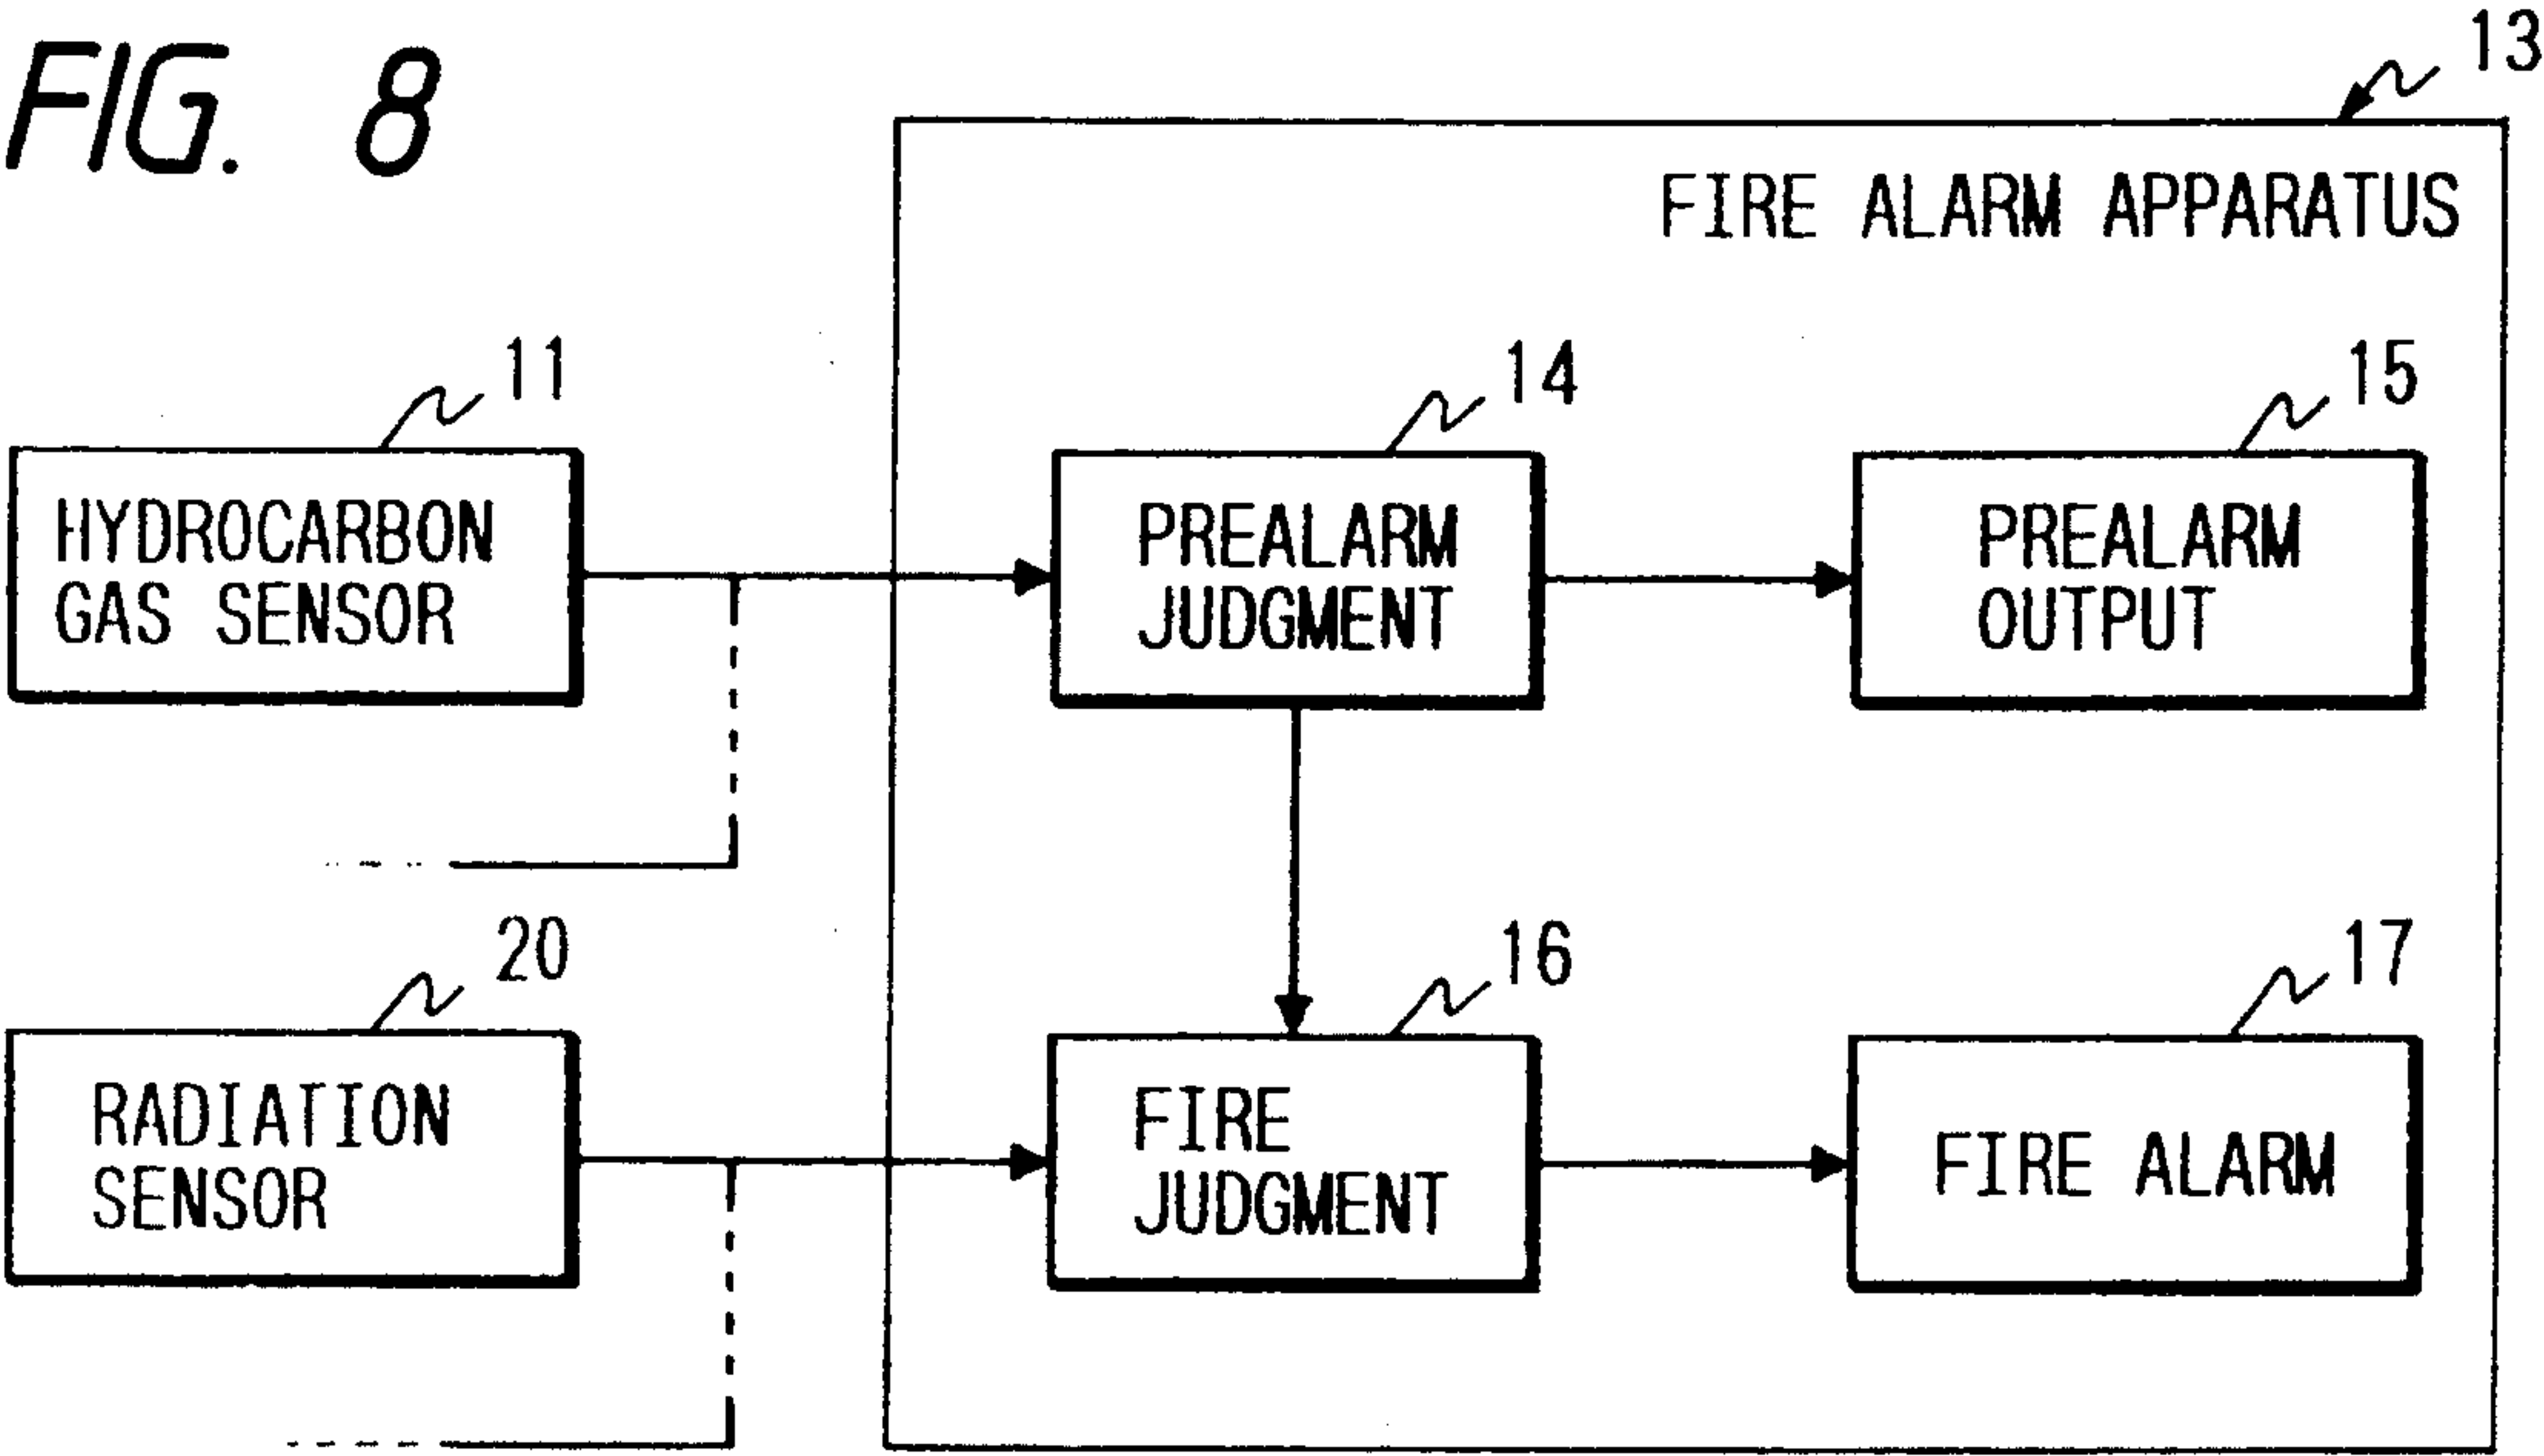 FIG. 8
13
FIRE ALARM APPARATUS
11
14
15
HYDROCARBON
GAS SENSOR
PREALARM
JUDGMENT
PREALARM
OUTPUT
20
16
17
RADIATION
SENSOR
FIRE
JUDGMENT
FIRE ALARM